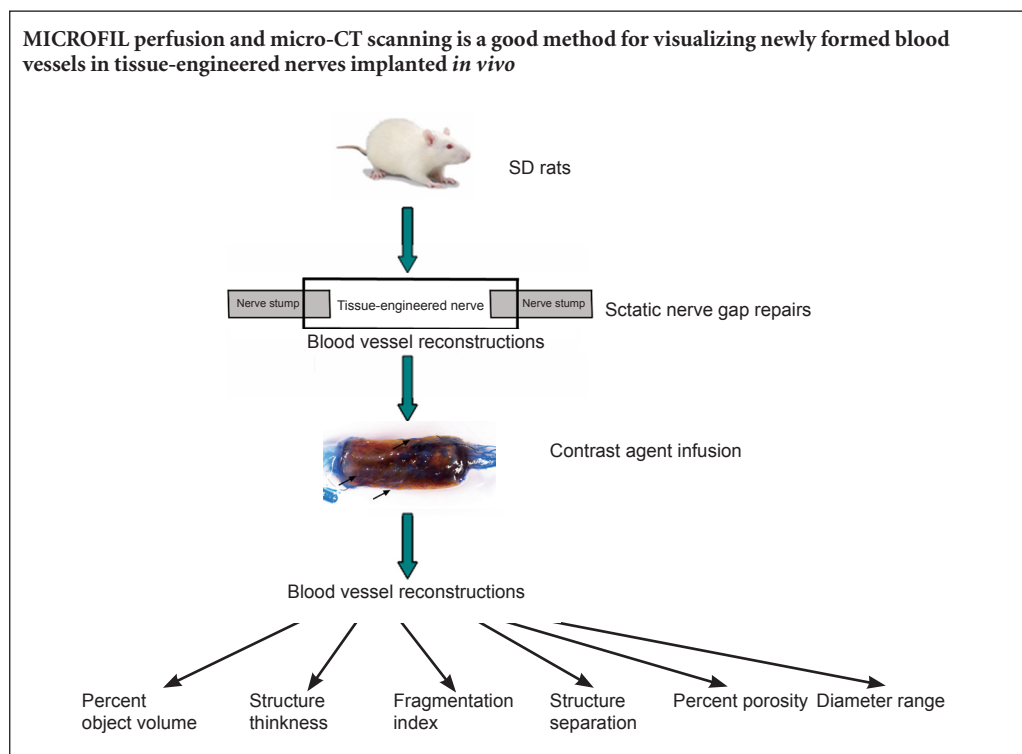 MICROFIL perfusion and micro-CT scanning is a good method for visualizing newly formed blood
vessels in tissue-engineered nerves implanted in vivo
SD rats
Nerve stump
Tissue-engineered nerve
Nerve stump
Sctatic nerve gap repairs
Blood vessel reconstructions
Contrast agent infusion
Blood vessel reconstructions
Percent
object volume
Structure
thinkness
Fragmentation
index
Structure
separation
Percent porosity
Diameter range